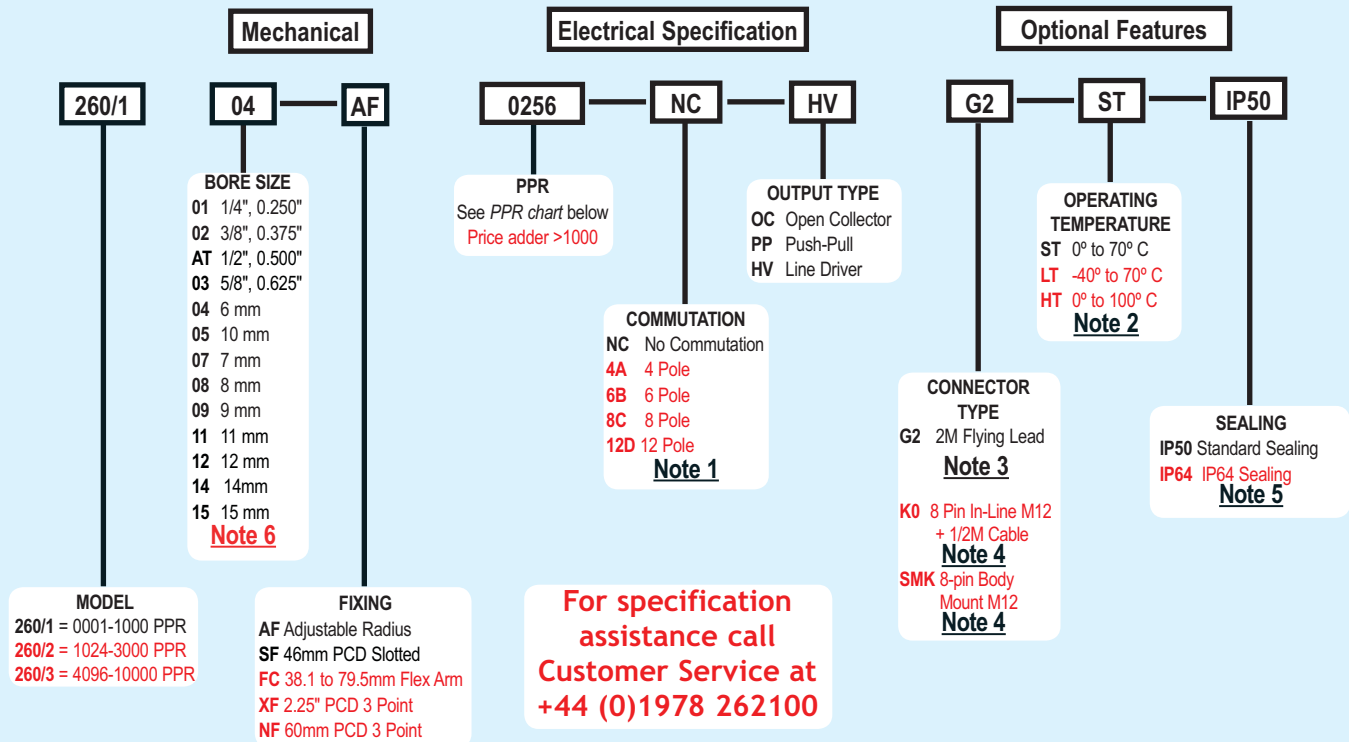 Mechanical
Electrical Specification
Optional Features
260/1
04
AF
0256
NC
HV
G2
ST
IP50
BORE SIZE
01 1/4", 0.250"
02 3/8", 0.375"
AT 1/2", 0.500"
03 5/8", 0.625"
04 6 mm
05 10 mm
07 7 mm
08 8 mm
09 9 mm
11 11 mm
12 12 mm
14 14mm
15 15 mm
Note 6
PPR
See PPR chart below
Price adder >1000
OUTPUT TYPE
OC Open Collector
PP Push-Pull
HV Line Driver
OPERATING
TEMPERATURE
ST 0º to 70º C
LT -40º to 70º C
HT 0º to 100º C
Note 2
COMMUTATION
NC No Commutation
4A 4 Pole
6B 6 Pole
8C 8 Pole
12D 12 Pole
Note 1
CONNECTOR
TYPE
G2 2M Flying Lead
Note 3
K0 8 Pin In-Line M12
+ 1/2M Cable
Note 4
SMK 8-pin Body
Mount M12
Note 4
SEALING
IP50 Standard Sealing
IP64 IP64 Sealing
Note 5
MODEL
260/1 = 0001-1000 PPR
260/2 = 1024-3000 PPR
260/3 = 4096-10000 PPR
FIXING
AF Adjustable Radius
SF 46mm PCD Slotted
FC 38.1 to 79.5mm Flex Arm
XF 2.25" PCD 3 Point
NF 60mm PCD 3 Point
For specification
assistance call
Customer Service at
+44 (0)1978 262100